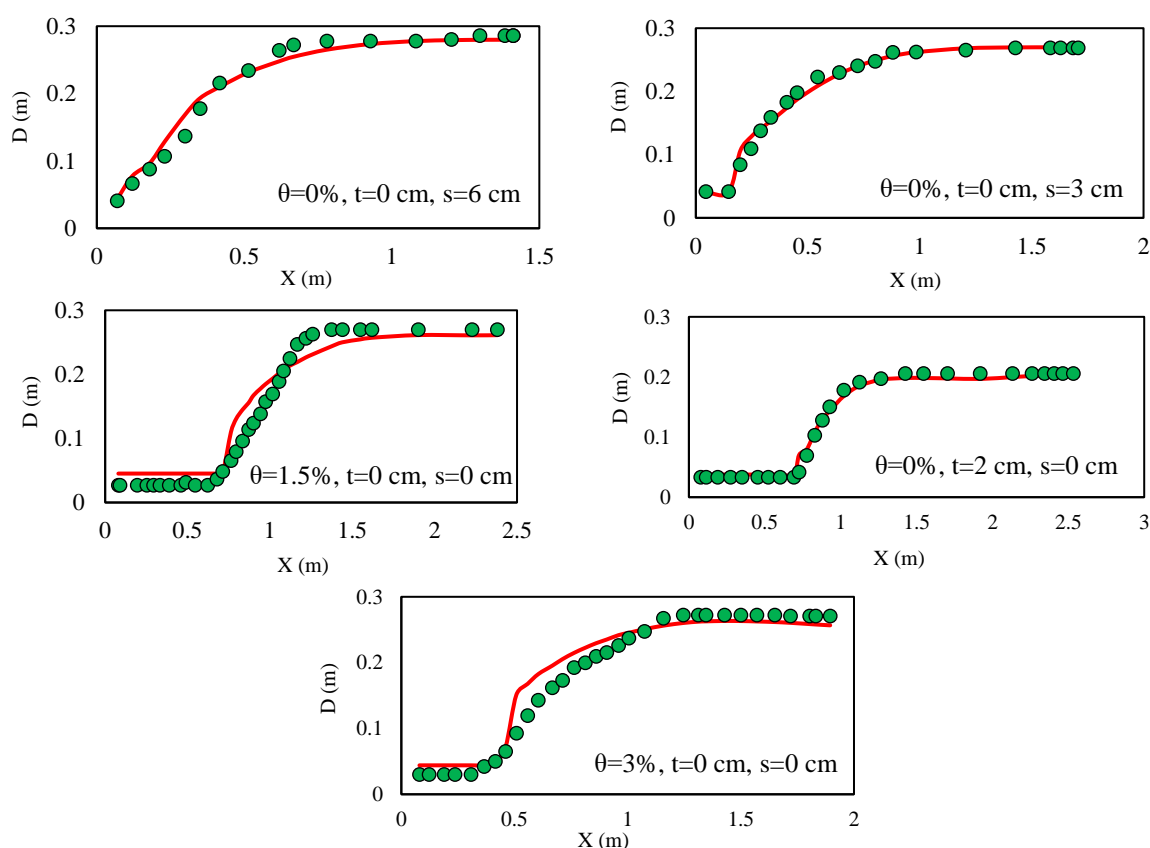 0.3
0.2
0.1
0
D (m)
θ=0%, t=0 cm, s=6 cm
0 0.5 1 1.5
X (m)
0.3
0.2
0.1
0
D (m)
θ=0%, t=0 cm, s=3 cm
0 0.5 1 1.5 2
X (m)
0.3
0.2
0.1
0
D (m)
θ=1.5%, t=0 cm, s=0 cm
0 0.5 1 1.5 2 2.5
X (m)
0.3
0.2
0.1
0
D (m)
θ=0%, t=2 cm, s=0 cm
0 0.5 1 1.5 2 2.5 3
X (m)
0.3
0.2
0.1
0
D (m)
θ=3%, t=0 cm, s=0 cm
0 0.5 1 1.5 2
X (m)